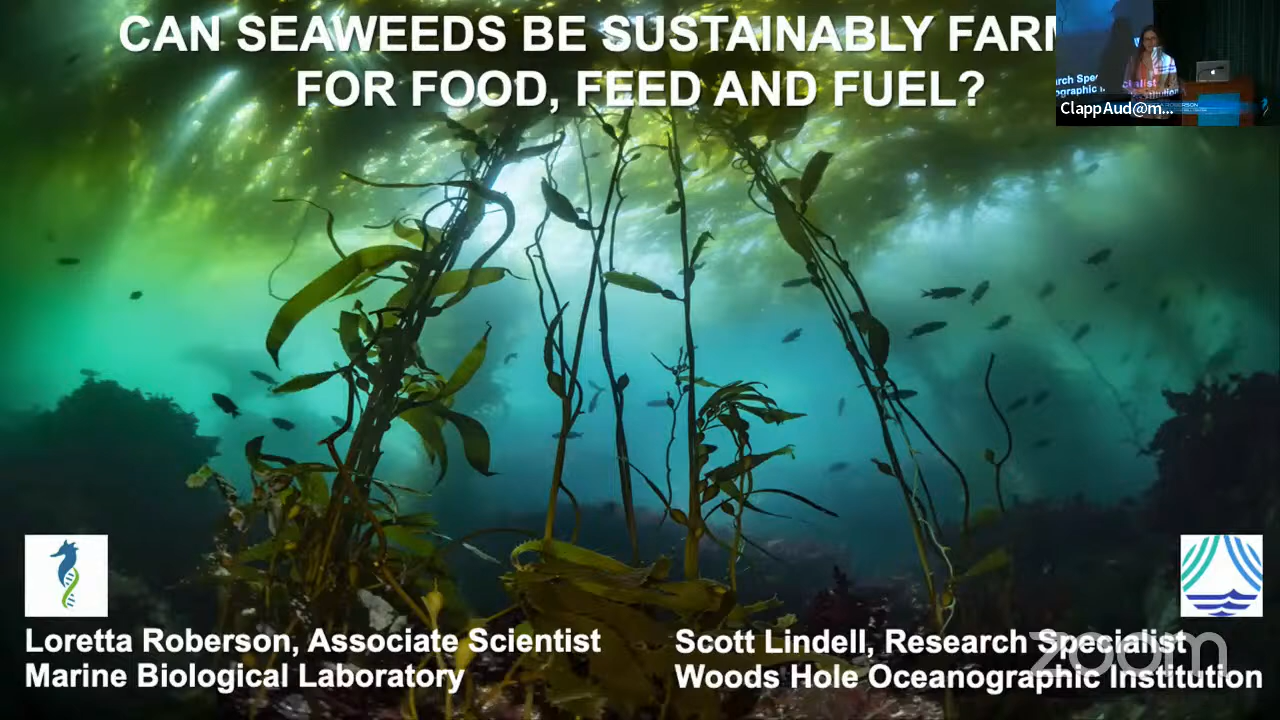 CAN SEAWEEDS BE SUSTAINABLY FARM
FOR FOOD, FEED AND FUEL?
ClappAud@m...
Loretta Roberson, Associate Scientist
Marine Biological Laboratory
Scott Lindell, Research Specialist
Woods Hole Oceanographic Institution
zoom